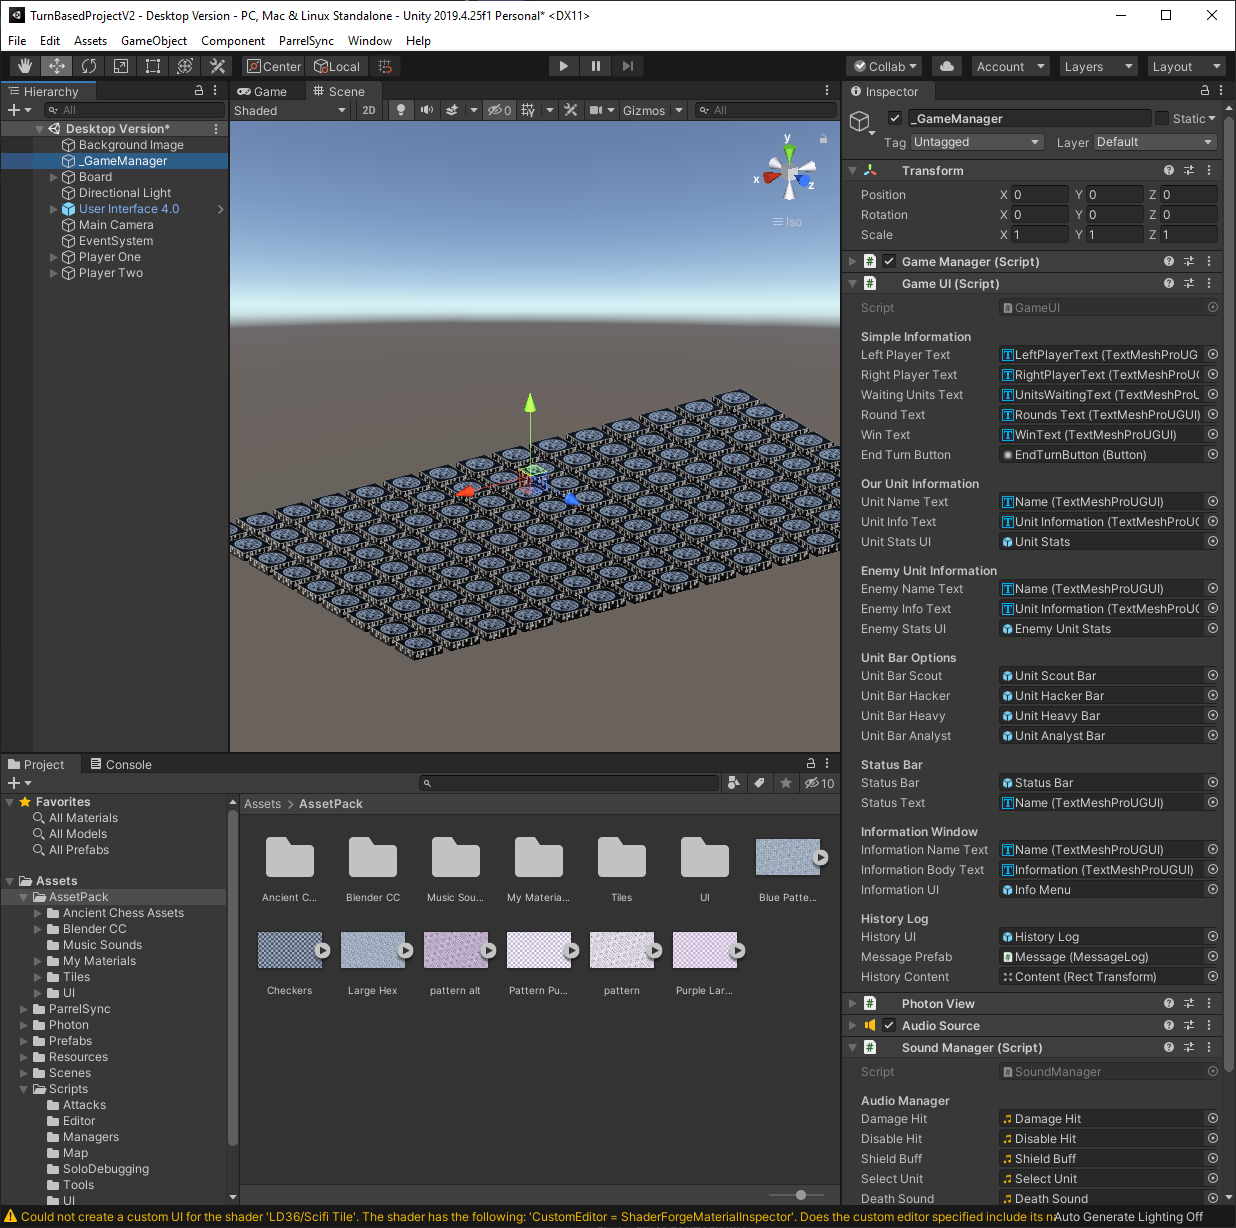 TurnBasedProjectV2 - Desktop Version - PC, Mac & Linux Standalone - Unity 2019.4.25f1 Personal* <DX11>
File Edit Assets GameObject Component ParrelSync Window Help
Center Local Collab Account Layers Layout
Hierarchy
All
Desktop Version*
Background Image
_GameManager
Board
Directional Light
User Interface 4.0
Main Camera
EventSystem
Player One
Player Two
Game Scene
Shaded 2D 0 Gizmos All
y
x
z
Iso
Inspector
_GameManager Static
Tag Untagged Layer Default
Transform
Position X 0 Y 0 Z 0
Rotation X 0 Y 0 Z 0
Scale X 1 Y 1 Z 1
Game Manager (Script)
Game UI (Script)
Script GameUI
Simple Information
Left Player Text LeftPlayerText (TextMeshProUG
Right Player Text RightPlayerText (TextMeshProU
Waiting Units Text UnitsWaitingText (TextMeshProU
Round Text Rounds Text (TextMeshProUGUI)
Win Text WinText (TextMeshProUGUI)
End Turn Button EndTurnButton (Button)
Our Unit Information
Unit Name Text Name (TextMeshProUGUI)
Unit Info Text Unit Information (TextMeshProU
Unit Stats UI Unit Stats
Enemy Unit Information
Enemy Name Text Name (TextMeshProUGUI)
Enemy Info Text Unit Information (TextMeshProU
Enemy Stats UI Enemy Unit Stats
Unit Bar Options
Unit Bar Scout Unit Scout Bar
Unit Bar Hacker Unit Hacker Bar
Unit Bar Heavy Unit Heavy Bar
Unit Bar Analyst Unit Analyst Bar
Status Bar
Status Bar Status Bar
Status Text Name (TextMeshProUGUI)
Information Window
Information Name Text Name (TextMeshProUGUI)
Information Body Text Information (TextMeshProUGUI)
Information UI Info Menu
History Log
History UI History Log
Message Prefab Message (MessageLog)
History Content Content (Rect Transform)
Photon View
Audio Source
Sound Manager (Script)
Script SoundManager
Audio Manager
Damage Hit Damage Hit
Disable Hit Disable Hit
Shield Buff Shield Buff
Select Unit Select Unit
Death Sound Death Sound
Project Console
10
Favorites
All Materials
All Models
All Prefabs
Assets
AssetPack
Ancient Chess Assets
Blender CC
Music Sounds
My Materials
Tiles
UI
ParrelSync
Photon
Prefabs
Resources
Scenes
Scripts
Attacks
Editor
Managers
Map
SoloDebugging
Tools
UI
Assets > AssetPack
Ancient C... Blender CC Music Sou... My Materia... Tiles UI Blue Patte...
Checkers Large Hex pattern alt Pattern Pu... pattern Purple Lar...
Could not create a custom UI for the shader 'LD36/Scifi Tile'. The shader has the following: 'CustomEditor = ShaderForgeMaterialInspector'. Does the custom editor specified include its na
Auto Generate Lighting Off